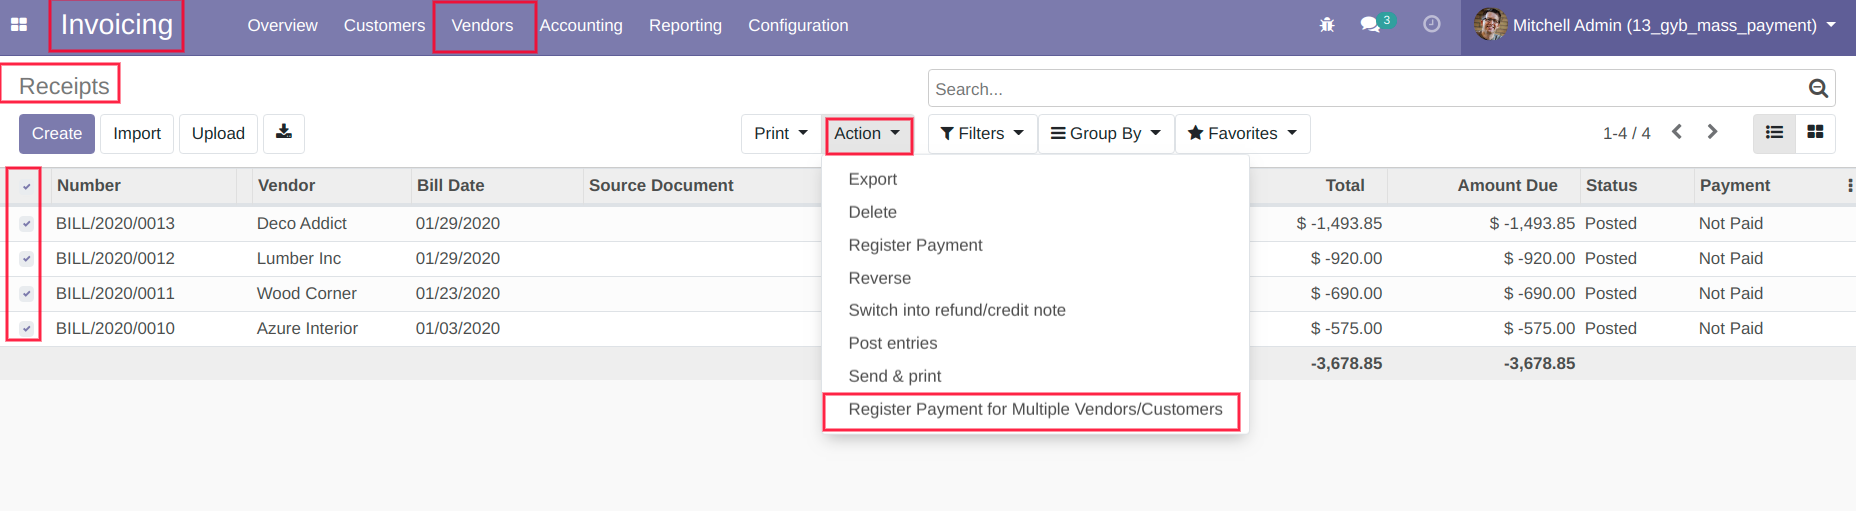 Invoicing Overview Customers Vendors Accounting Reporting Configuration 3 Mitchell Admin (13_gyb_mass_payment)
Receipts
Search...
Create Import Upload Print Action Filters Group By Favorites 1-4 / 4
Number Vendor Bill Date Source Document Total Amount Due Status Payment
BILL/2020/0013 Deco Addict 01/29/2020 $ -1,493.85 $ -1,493.85 Posted Not Paid
BILL/2020/0012 Lumber Inc 01/29/2020 $ -920.00 $ -920.00 Posted Not Paid
BILL/2020/0011 Wood Corner 01/23/2020 $ -690.00 $ -690.00 Posted Not Paid
BILL/2020/0010 Azure Interior 01/03/2020 $ -575.00 $ -575.00 Posted Not Paid
-3,678.85 -3,678.85
Export
Delete
Register Payment
Reverse
Switch into refund/credit note
Post entries
Send & print
Register Payment for Multiple Vendors/Customers